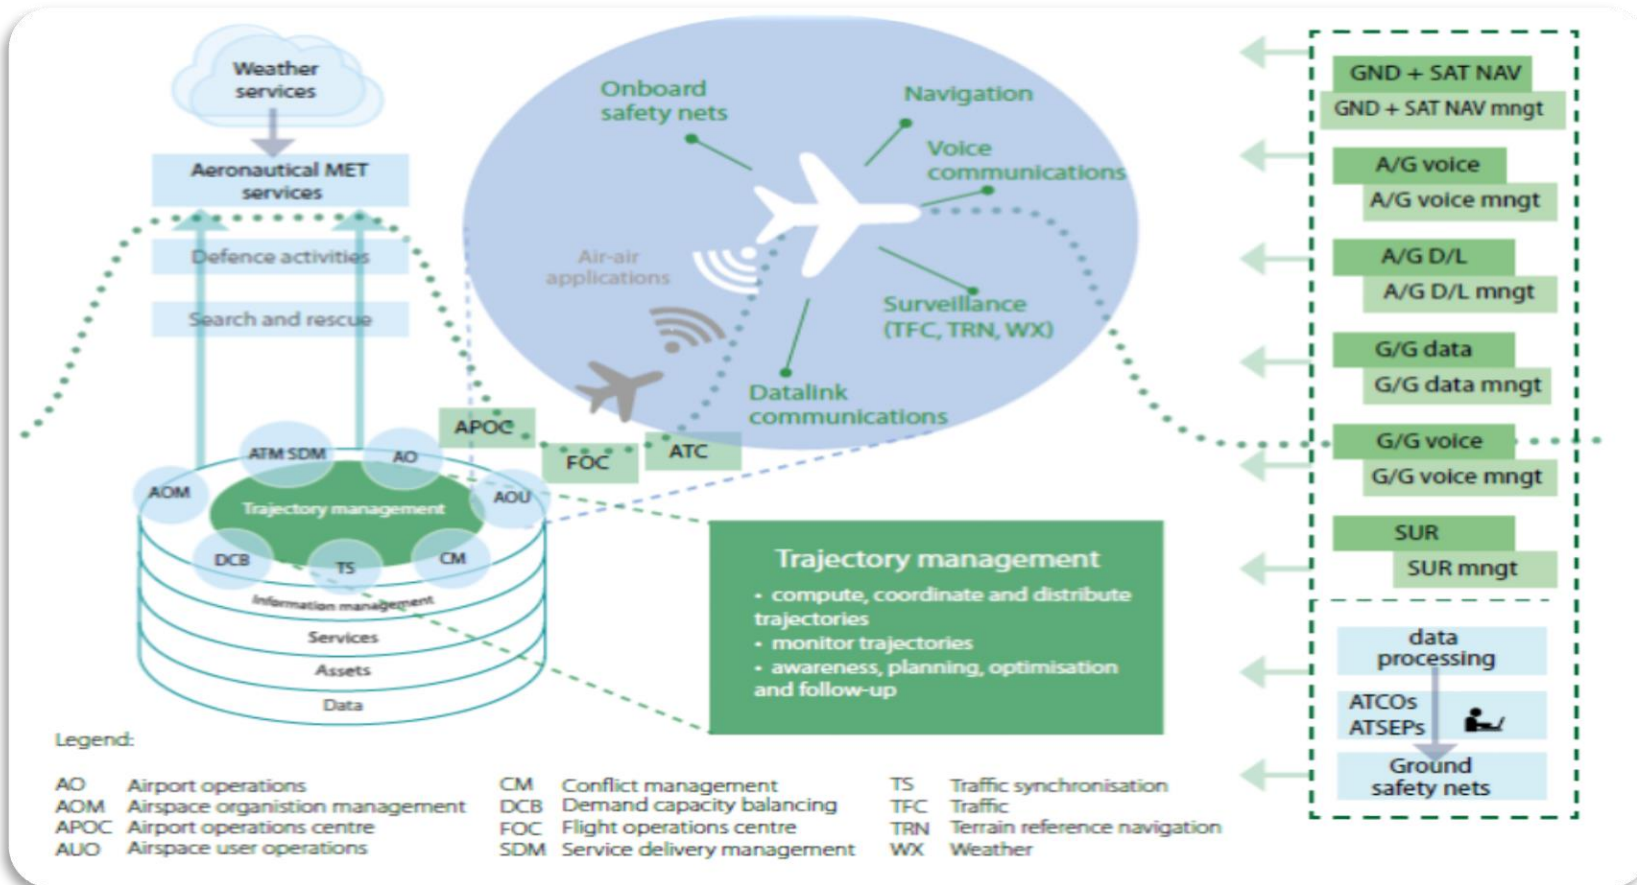 Weather
services
Aeronautical MET
services
Defence activities
Search and rescue
Onboard
safety nets
Navigation
Voice
communications
Air-air
applications
Surveillance
(TFC, TRN, WX)
Datalink
communications
APOC
FOC
ATC
ATM SDM
AO
AOM
AOU
Trajectory management
DCB
TS
CM
Information management
Services
Assets
Data
Trajectory management
• compute, coordinate and distribute
trajectories
• monitor trajectories
• awareness, planning, optimisation
and follow-up
GND + SAT NAV
GND + SAT NAV mngt
A/G voice
A/G voice mngt
A/G D/L
A/G D/L mngt
G/G data
G/G data mngt
G/G voice
G/G voice mngt
SUR
SUR mngt
data
processing
ATCOs
ATSEPs
Ground
safety nets
Legend:
AO Airport operations
AOM Airspace organistion management
APOC Airport operations centre
AUO Airspace user operations
CM Conflict management
DCB Demand capacity balancing
FOC Flight operations centre
SDM Service delivery management
TS Traffic synchronisation
TFC Traffic
TRN Terrain reference navigation
WX Weather